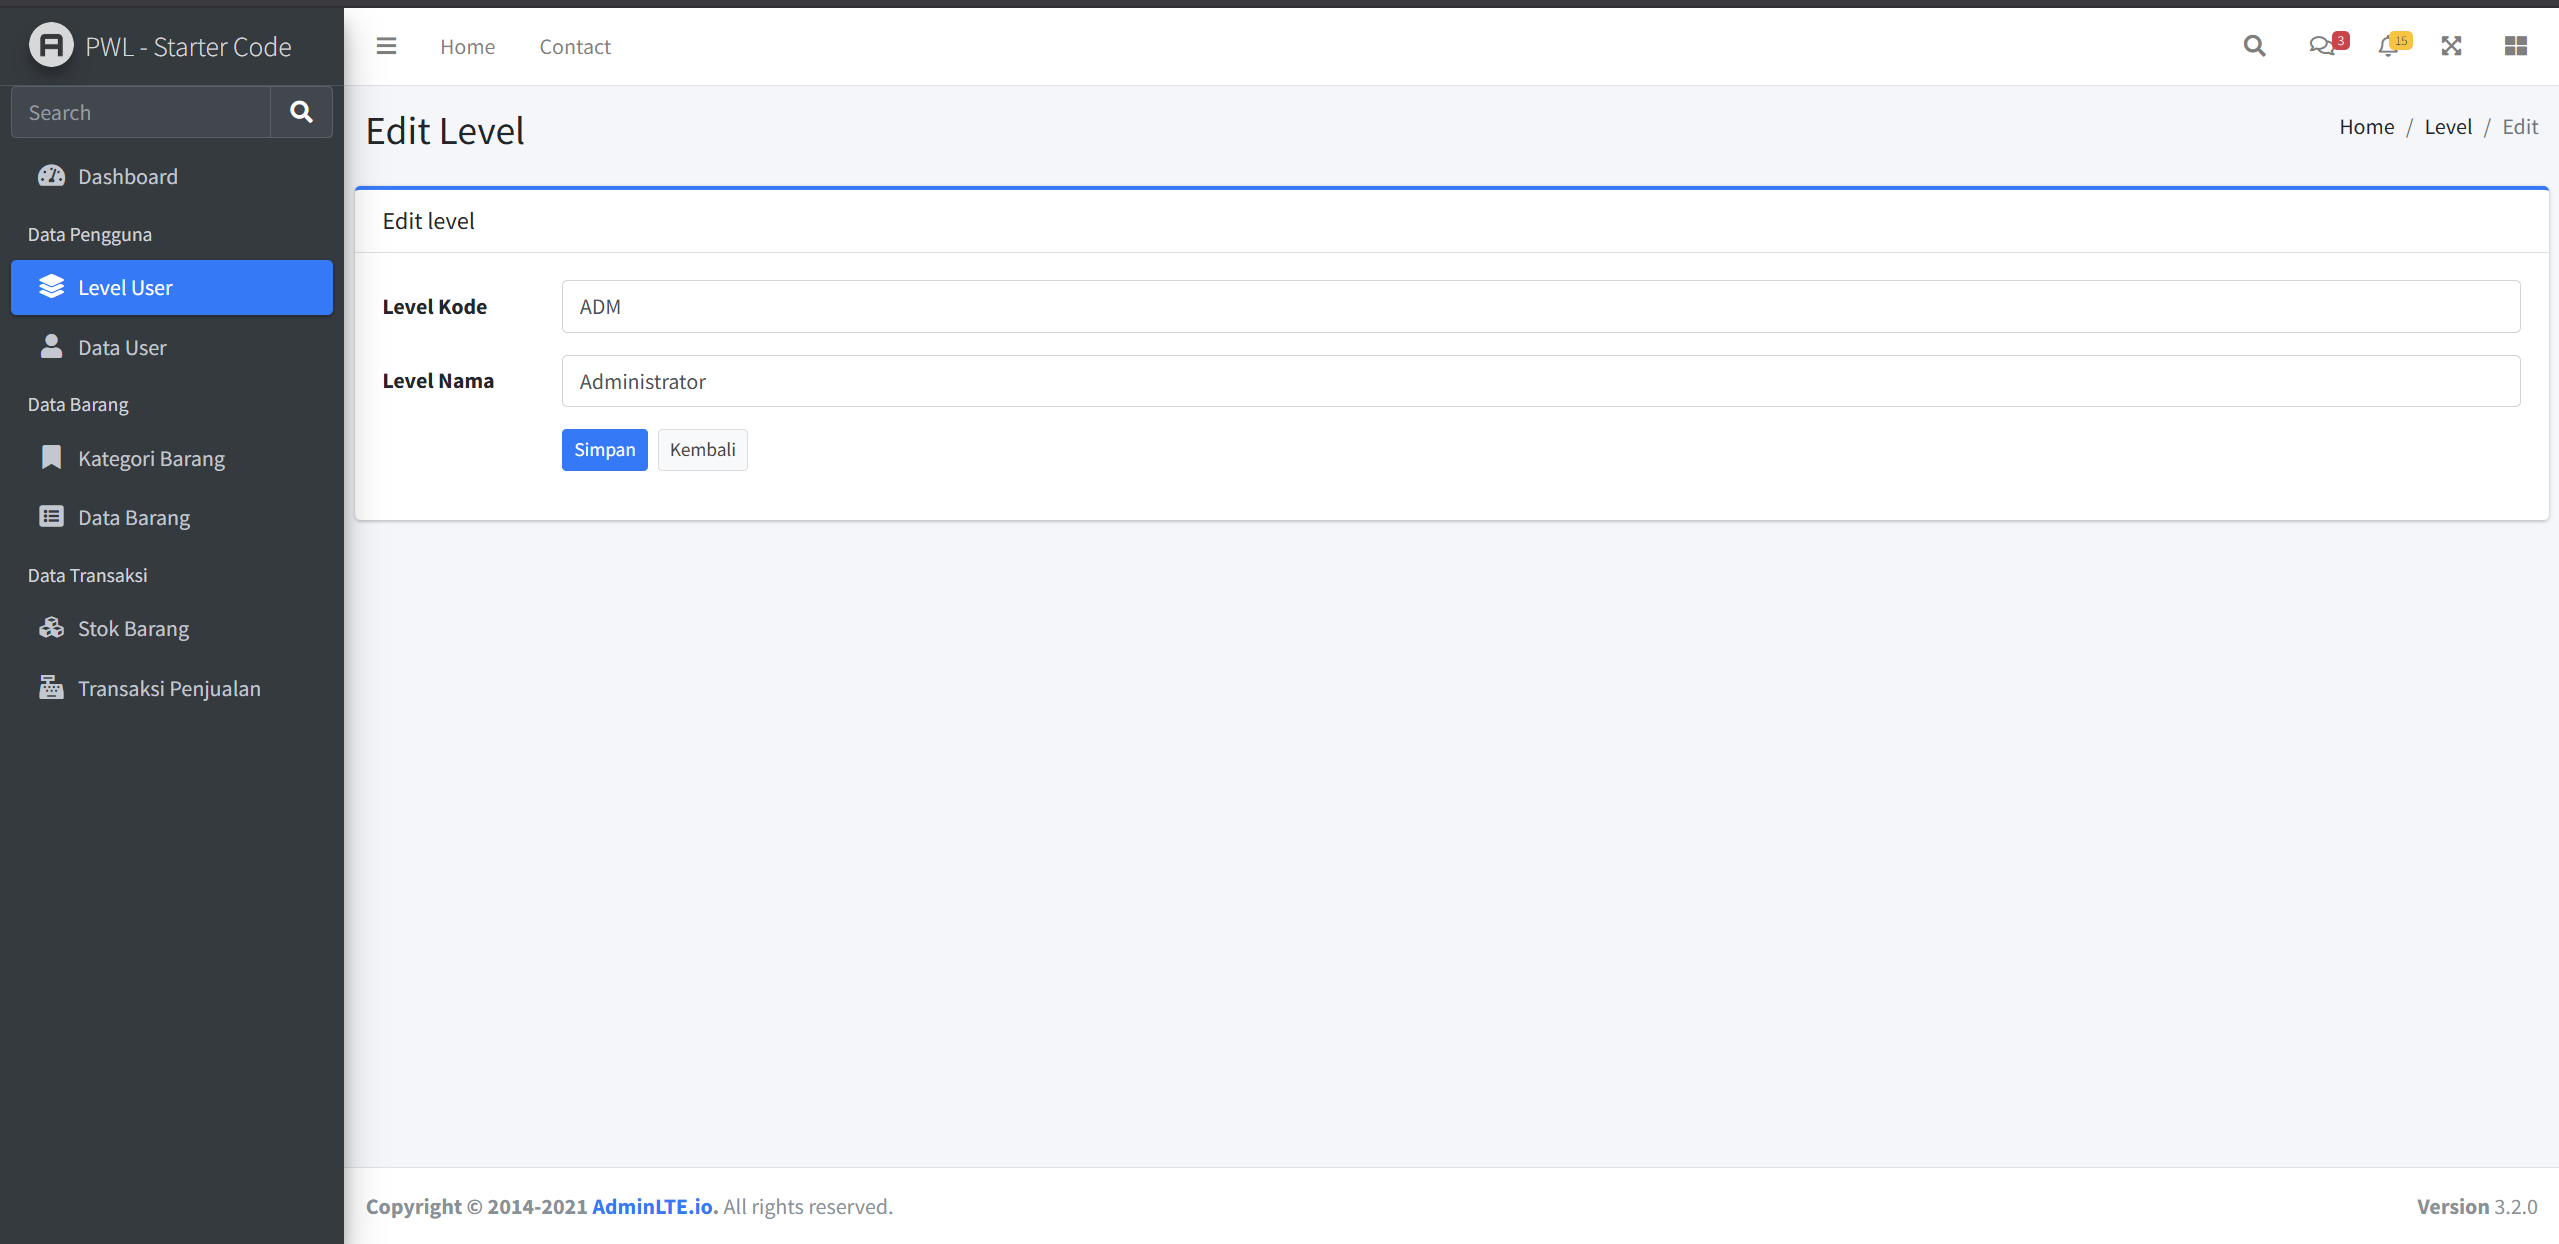 PWL - Starter Code
Search
Dashboard
Data Pengguna
Level User
Data User
Data Barang
Kategori Barang
Data Barang
Data Transaksi
Stok Barang
Transaksi Penjualan
Home Contact
3 15
Edit Level
Home / Level / Edit
Edit level
Level Kode ADM
Level Nama Administrator
Simpan Kembali
Copyright © 2014-2021 AdminLTE.io. All rights reserved.
Version 3.2.0